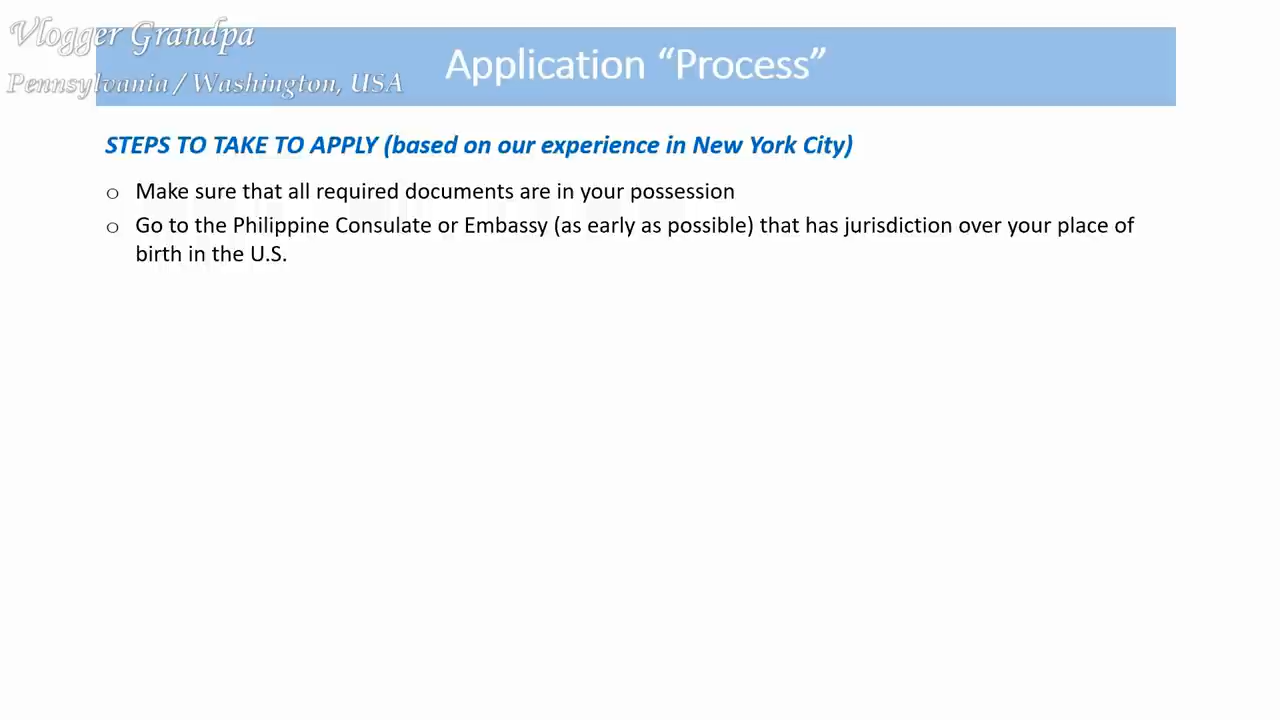 Vlogger Grandpa
Pennsylvania / Washington, USA
Application “Process”
STEPS TO TAKE TO APPLY (based on our experience in New York City)
o Make sure that all required documents are in your possession
o Go to the Philippine Consulate or Embassy (as early as possible) that has jurisdiction over your place of
birth in the U.S.